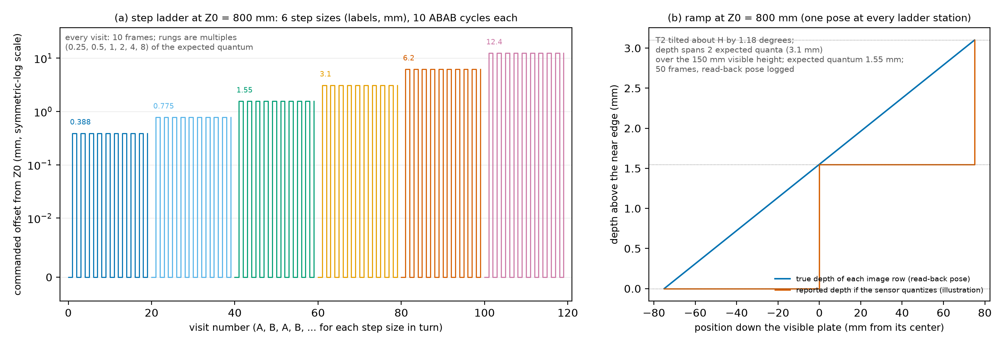 (a) step ladder at Z0 = 800 mm: 6 step sizes (labels, mm), 10 ABAB cycles each
every visit: 10 frames; rungs are multiples
(0.25, 0.5, 1, 2, 4, 8) of the expected quantum
0.388
0.775
1.55
3.1
6.2
12.4
10¹
10⁰
10⁻¹
10⁻²
0
commanded offset from Z0 (mm, symmetric-log scale)
0 20 40 60 80 100 120
visit number (A, B, A, B, ... for each step size in turn)
(b) ramp at Z0 = 800 mm (one pose at every ladder station)
T2 tilted about H by 1.18 degrees;
depth spans 2 expected quanta (3.1 mm)
over the 150 mm visible height; expected quantum 1.55 mm;
50 frames, read-back pose logged
3.0
2.5
2.0
1.5
1.0
0.5
0.0
depth above the near edge (mm)
true depth of each image row (read-back pose)
reported depth if the sensor quantizes (illustration)
−80 −60 −40 −20 0 20 40 60 80
position down the visible plate (mm from its center)